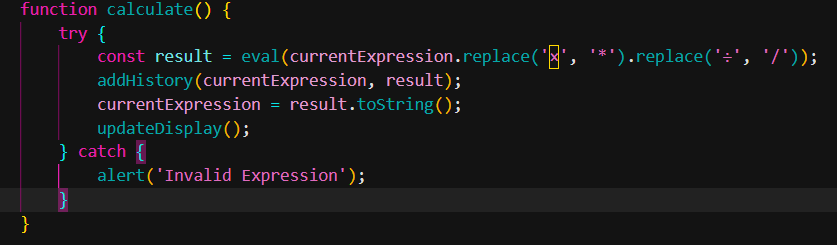 function calculate() {
    try {
        const result = eval(currentExpression.replace('×', '*').replace('÷', '/'));
        addHistory(currentExpression, result);
        currentExpression = result.toString();
        updateDisplay();
    } catch {
        alert('Invalid Expression');
    }
}